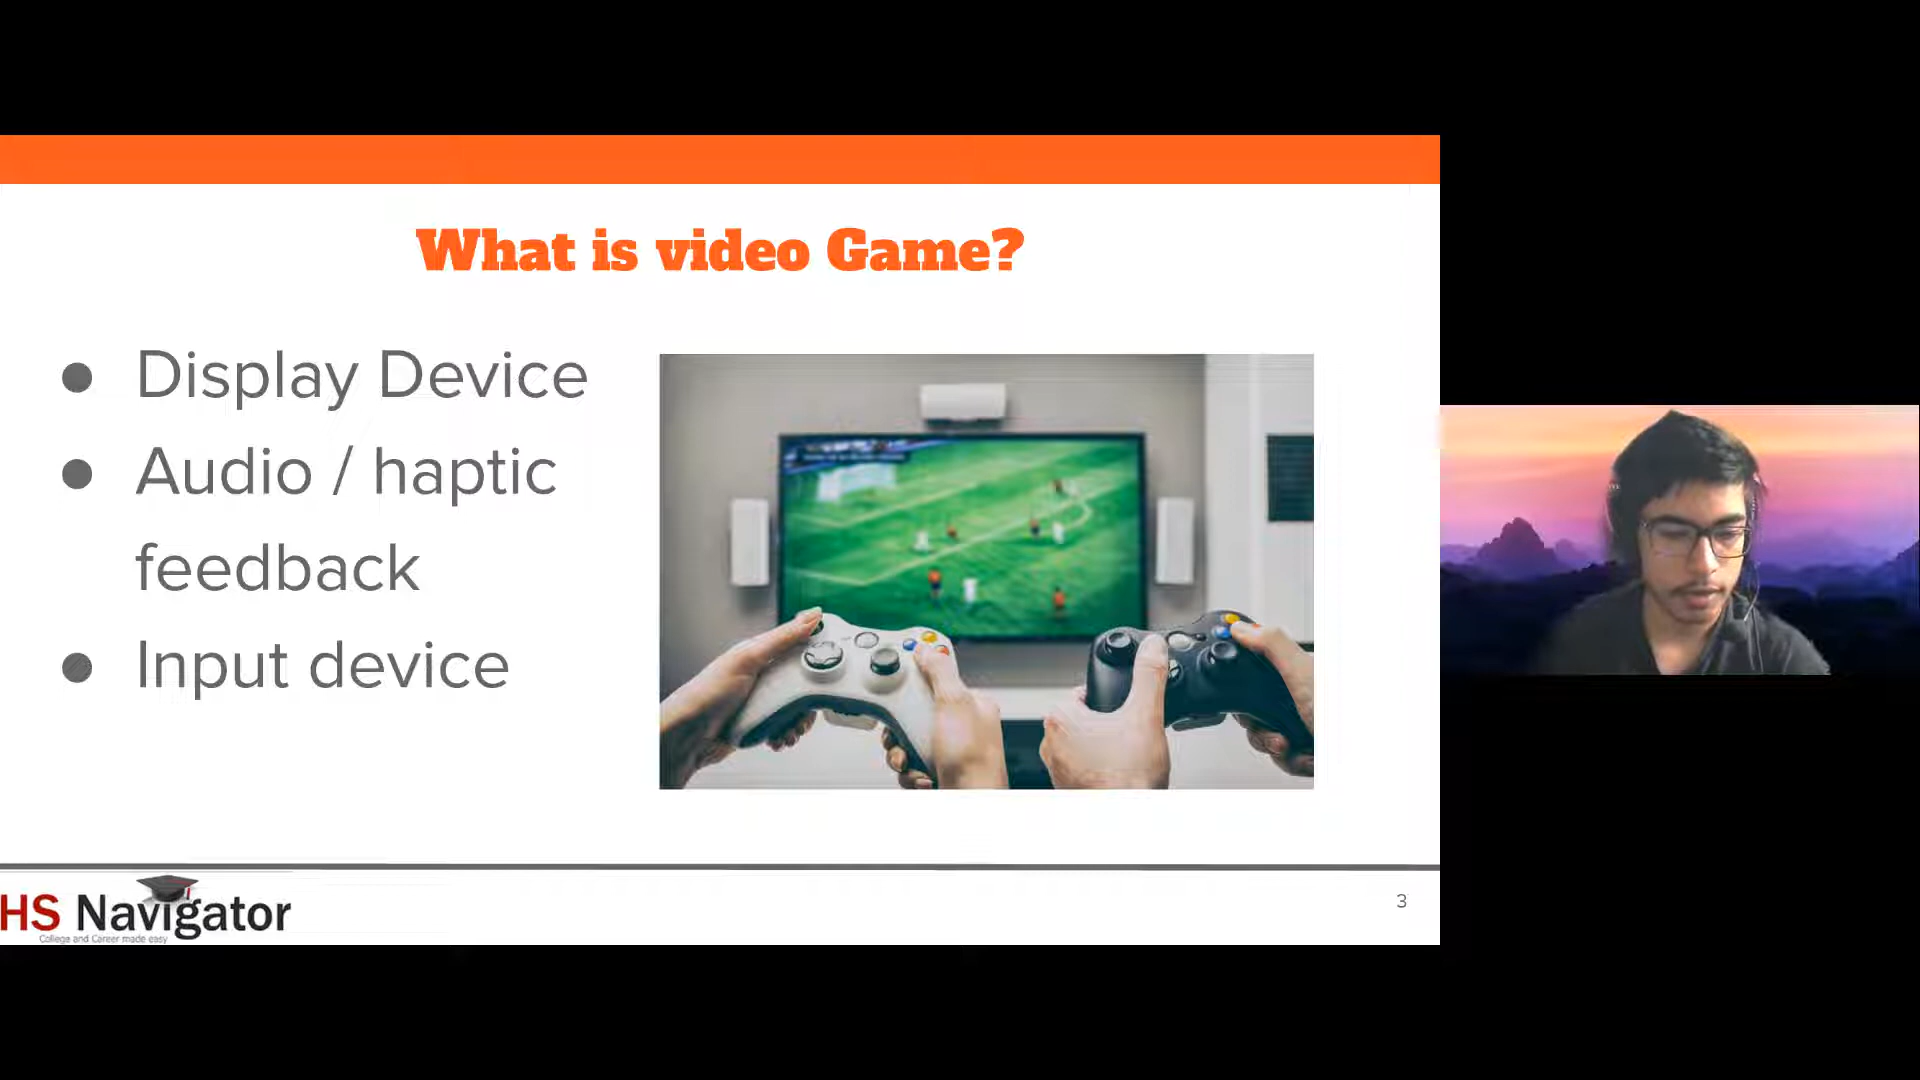 What is video Game?
● Display Device
● Audio / haptic
feedback
● Input device
HS Navigator
College and Career made easy
3